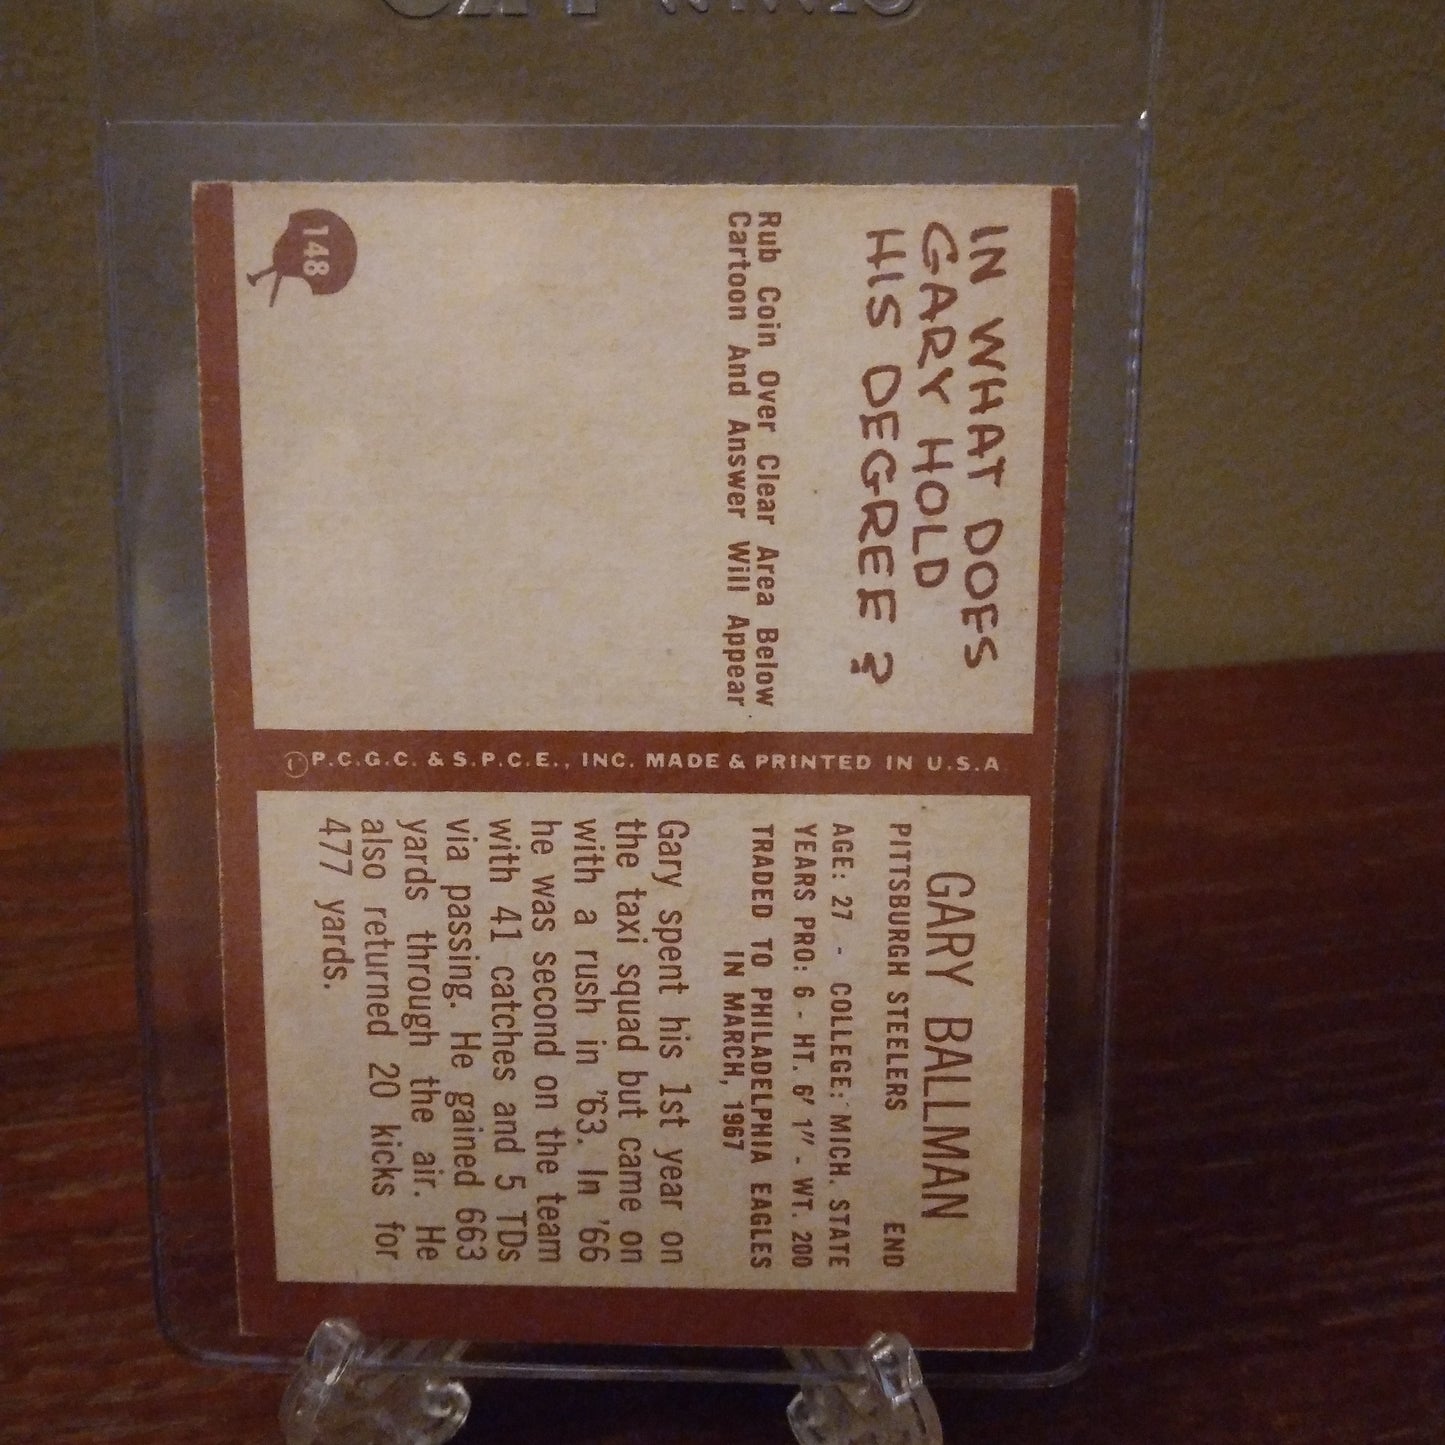 IN WHAT DOES
GARY HOLD
HIS DEGREE?
Rub Coin Over Clear Area Below
Cartoon And Answer Will Appear
148
P.C.G.C. & S.P.C.E., INC. MADE & PRINTED IN U.S.A
GARY BALLMAN
PITTSBURGH STEELERS END
AGE: 27 - COLLEGE: MICH. STATE
YEARS PRO: 6 - HT. 6' 1" - WT. 200
TRADED TO PHILADELPHIA EAGLES
IN MARCH, 1967
Gary spent his 1st year on
the taxi squad but came on
with a rush in '63. In '66
he was second on the team
with 41 catches and 5 TDs
via passing. He gained 663
yards through the air. He
also returned 20 kicks for
477 yards.